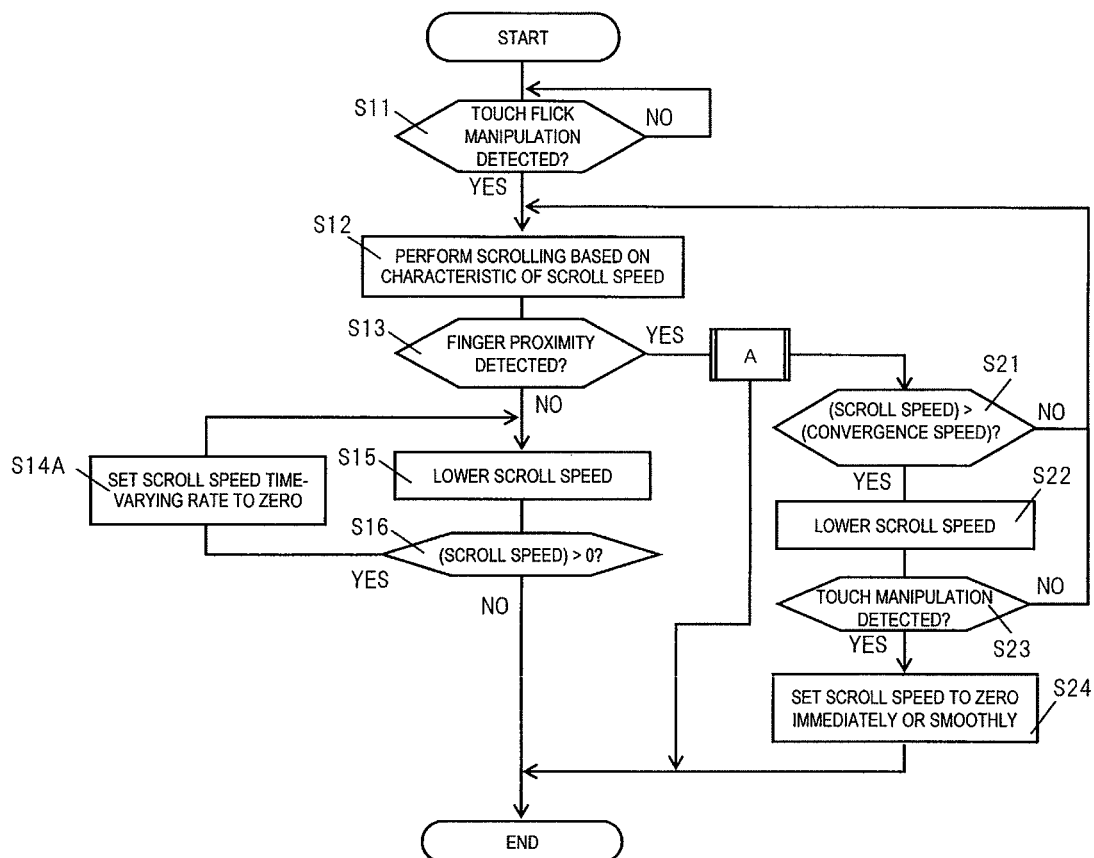 START
S11
TOUCH FLICK
MANIPULATION
DETECTED?
NO
YES
S12
PERFORM SCROLLING BASED ON
CHARACTERISTIC OF SCROLL SPEED
S13
FINGER PROXIMITY
DETECTED?
YES
A
NO
S21
(SCROLL SPEED) >
(CONVERGENCE SPEED)?
NO
YES
S14A
SET SCROLL SPEED TIME-
VARYING RATE TO ZERO
S15
LOWER SCROLL SPEED
S22
LOWER SCROLL SPEED
S16
(SCROLL SPEED) > 0?
YES
NO
TOUCH MANIPULATION
DETECTED?
NO
YES
S23
S24
SET SCROLL SPEED TO ZERO
IMMEDIATELY OR SMOOTHLY
END